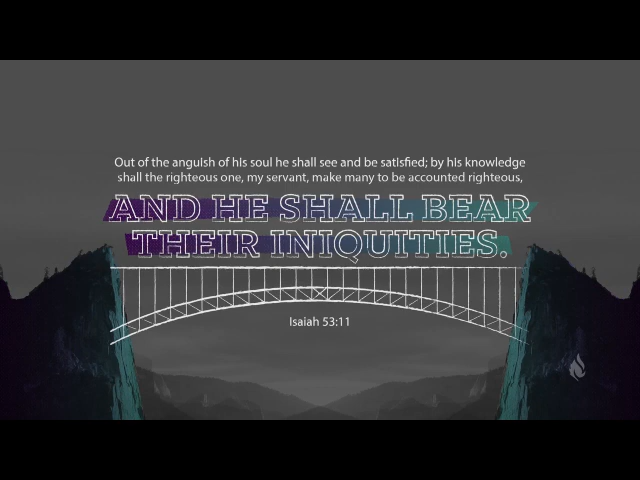 Out of the anguish of his soul he shall see and be satisfied; by his knowledge
shall the righteous one, my servant, make many to be accounted righteous,
AND HE SHALL BEAR
THEIR INIQUITIES.
Isaiah 53:11